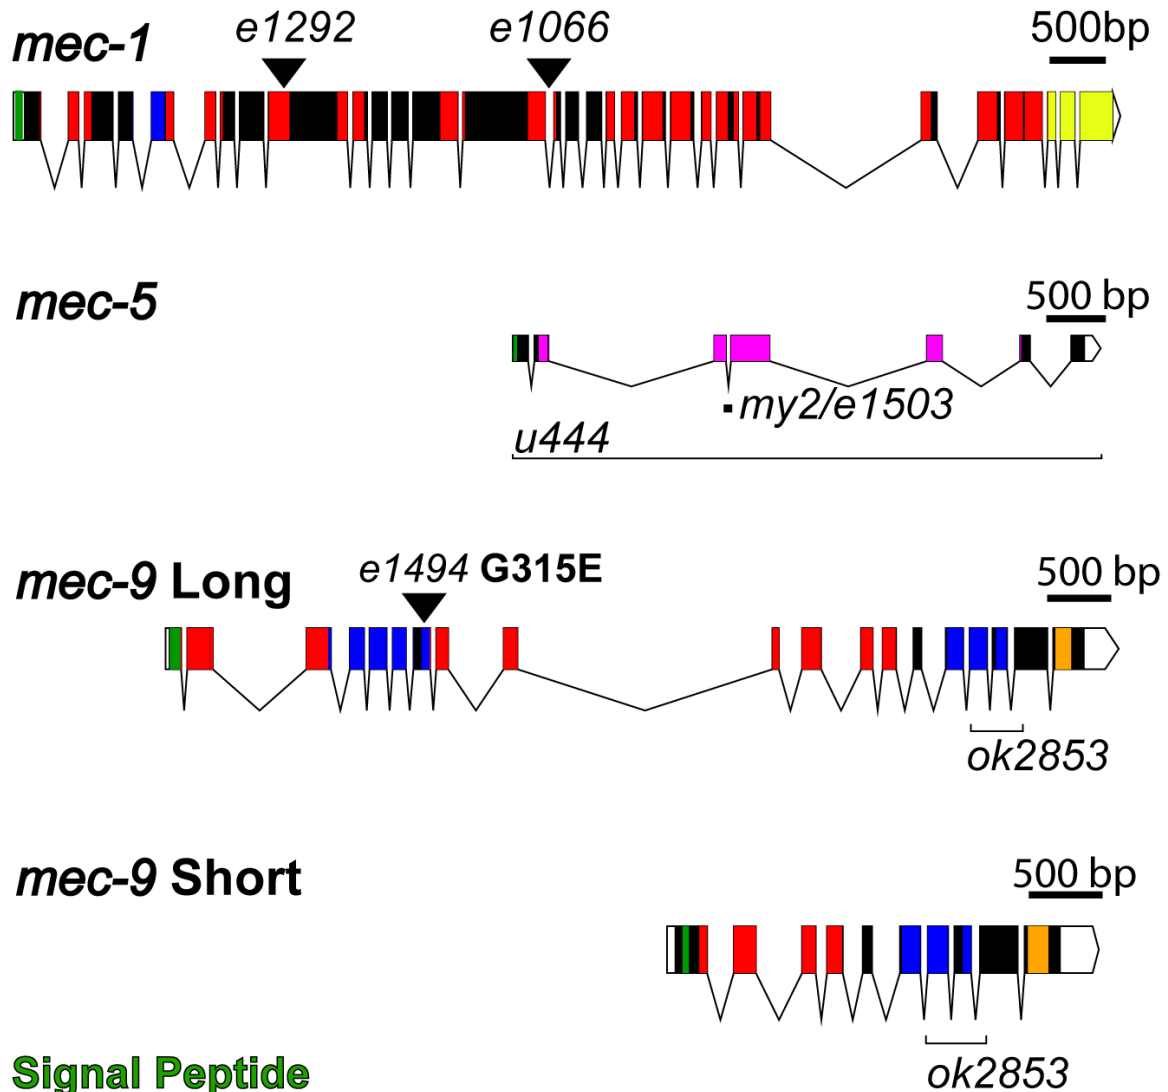 mec-1 e1292 e1066 500bp
mec-5 500 bp
my2/e1503
u444
mec-9 Long e1494 G315E 500 bp
ok2853
mec-9 Short 500 bp
ok2853
Signal Peptide